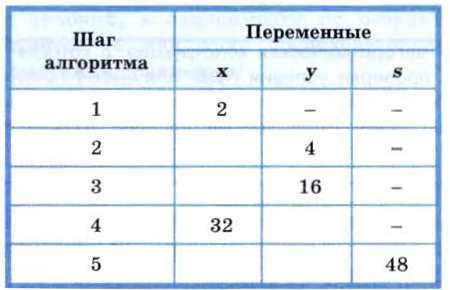 Шаг алгоритма Переменные
x y s
1 2 – –
2 4 –
3 16 –
4 32 –
5 48